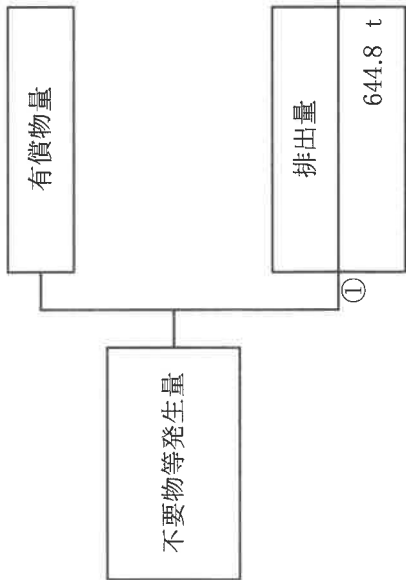 不要物等発生量
有償物量
①
排出量
644.8 t